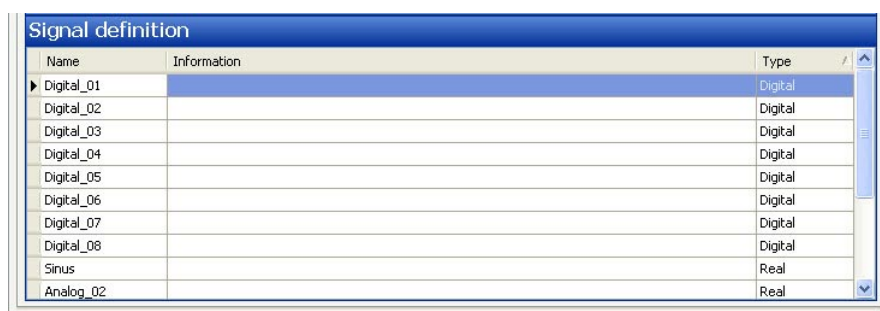 Signal definition
Name Information Type
Digital_01 Digital
Digital_02 Digital
Digital_03 Digital
Digital_04 Digital
Digital_05 Digital
Digital_06 Digital
Digital_07 Digital
Digital_08 Digital
Sinus Real
Analog_02 Real